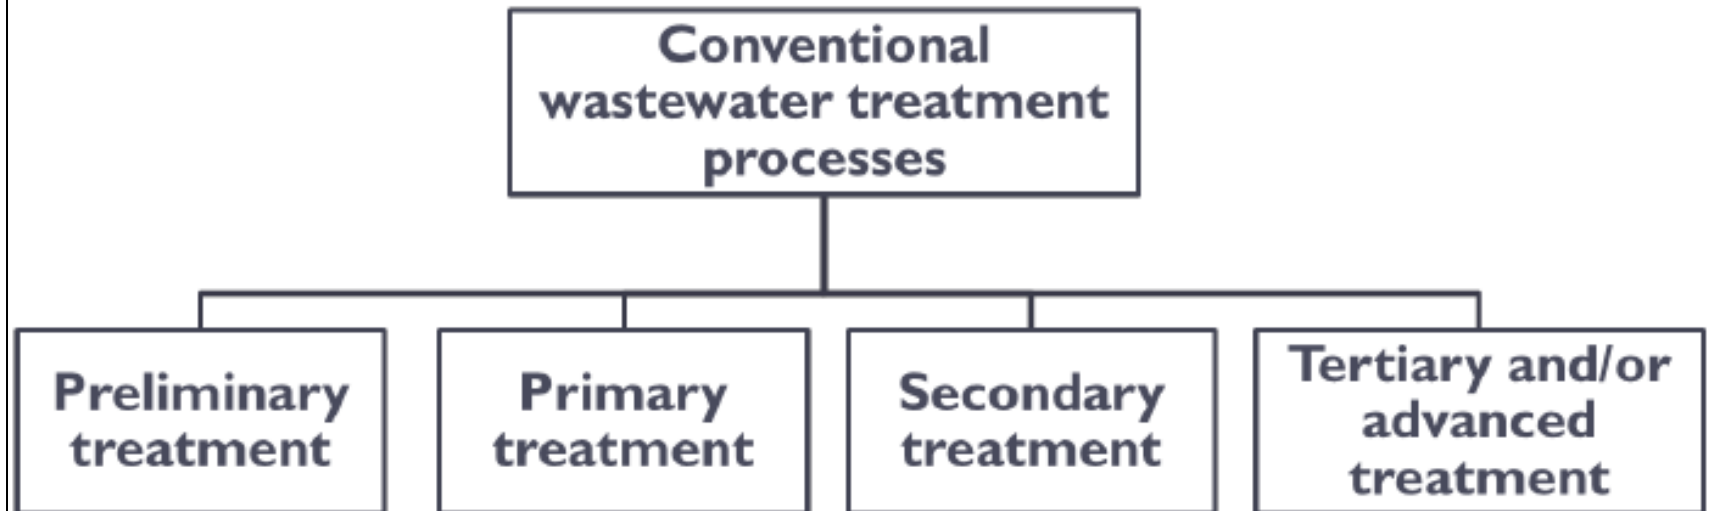 Conventional
wastewater treatment
processes
Preliminary
treatment
Primary
treatment
Secondary
treatment
Tertiary and/or
advanced
treatment